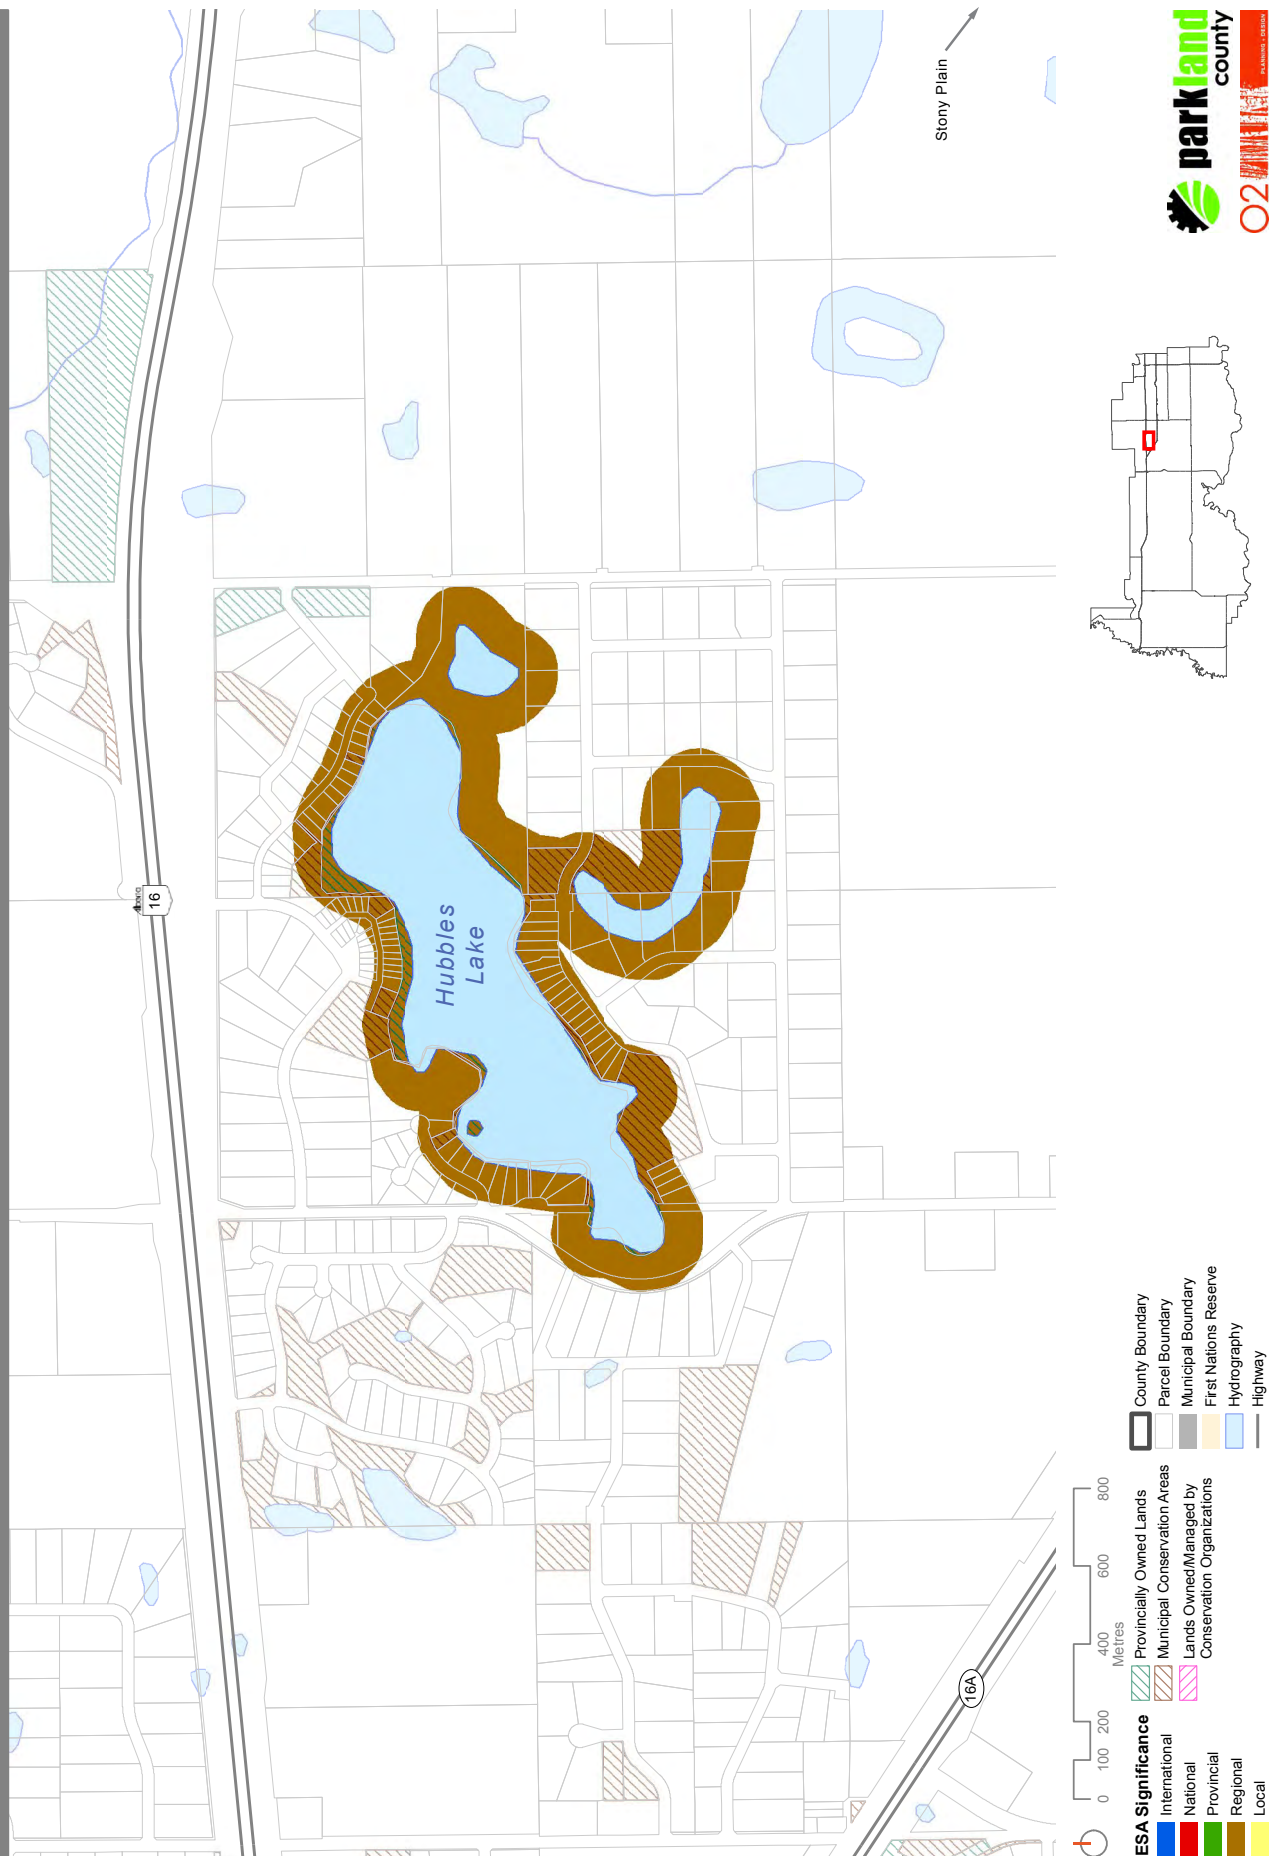 Stony Plain
parkland
county
O2
PLANNING + DESIGN
16
Hubbles
Lake
16A
0 100 200 400 600 800
Metres
ESA Significance
International
National
Provincial
Regional
Local
Provincially Owned Lands
Municipal Conservation Areas
Lands Owned/Managed by
Conservation Organizations
County Boundary
Parcel Boundary
Municipal Boundary
First Nations Reserve
Hydrography
Highway